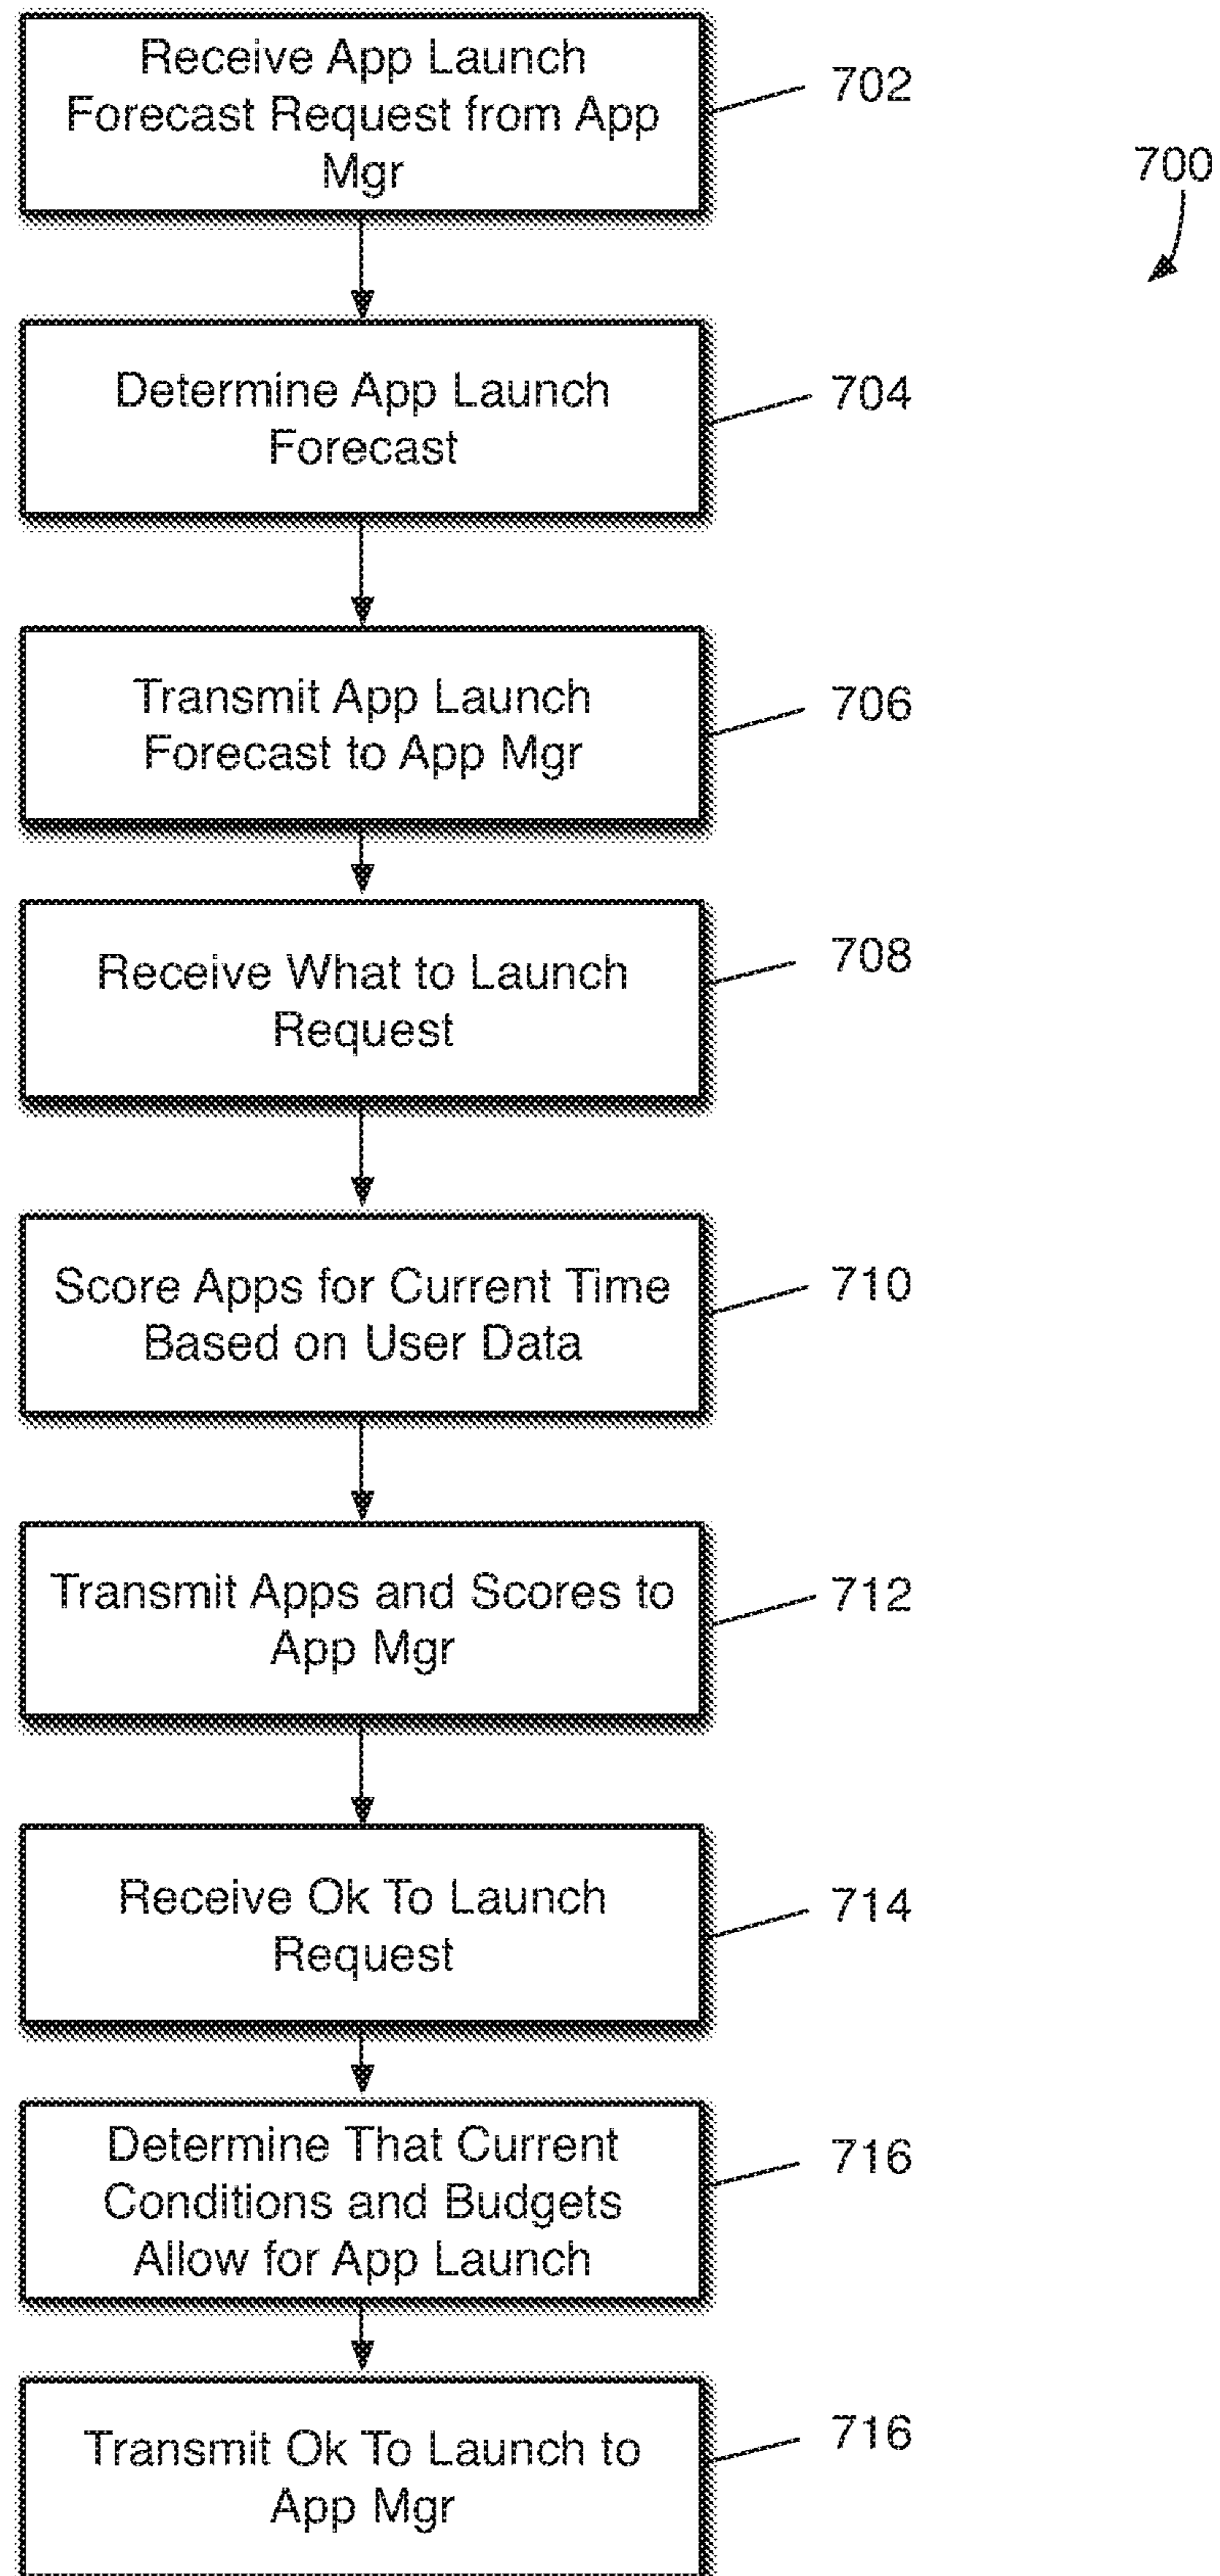 Receive App Launch
Forecast Request from App
Mgr
702
700
Determine App Launch
Forecast
704
Transmit App Launch
Forecast to App Mgr
706
Receive What to Launch
Request
708
Score Apps for Current Time
Based on User Data
710
Transmit Apps and Scores to
App Mgr
712
Receive Ok To Launch
Request
714
Determine That Current
Conditions and Budgets
Allow for App Launch
716
Transmit Ok To Launch to
App Mgr
716